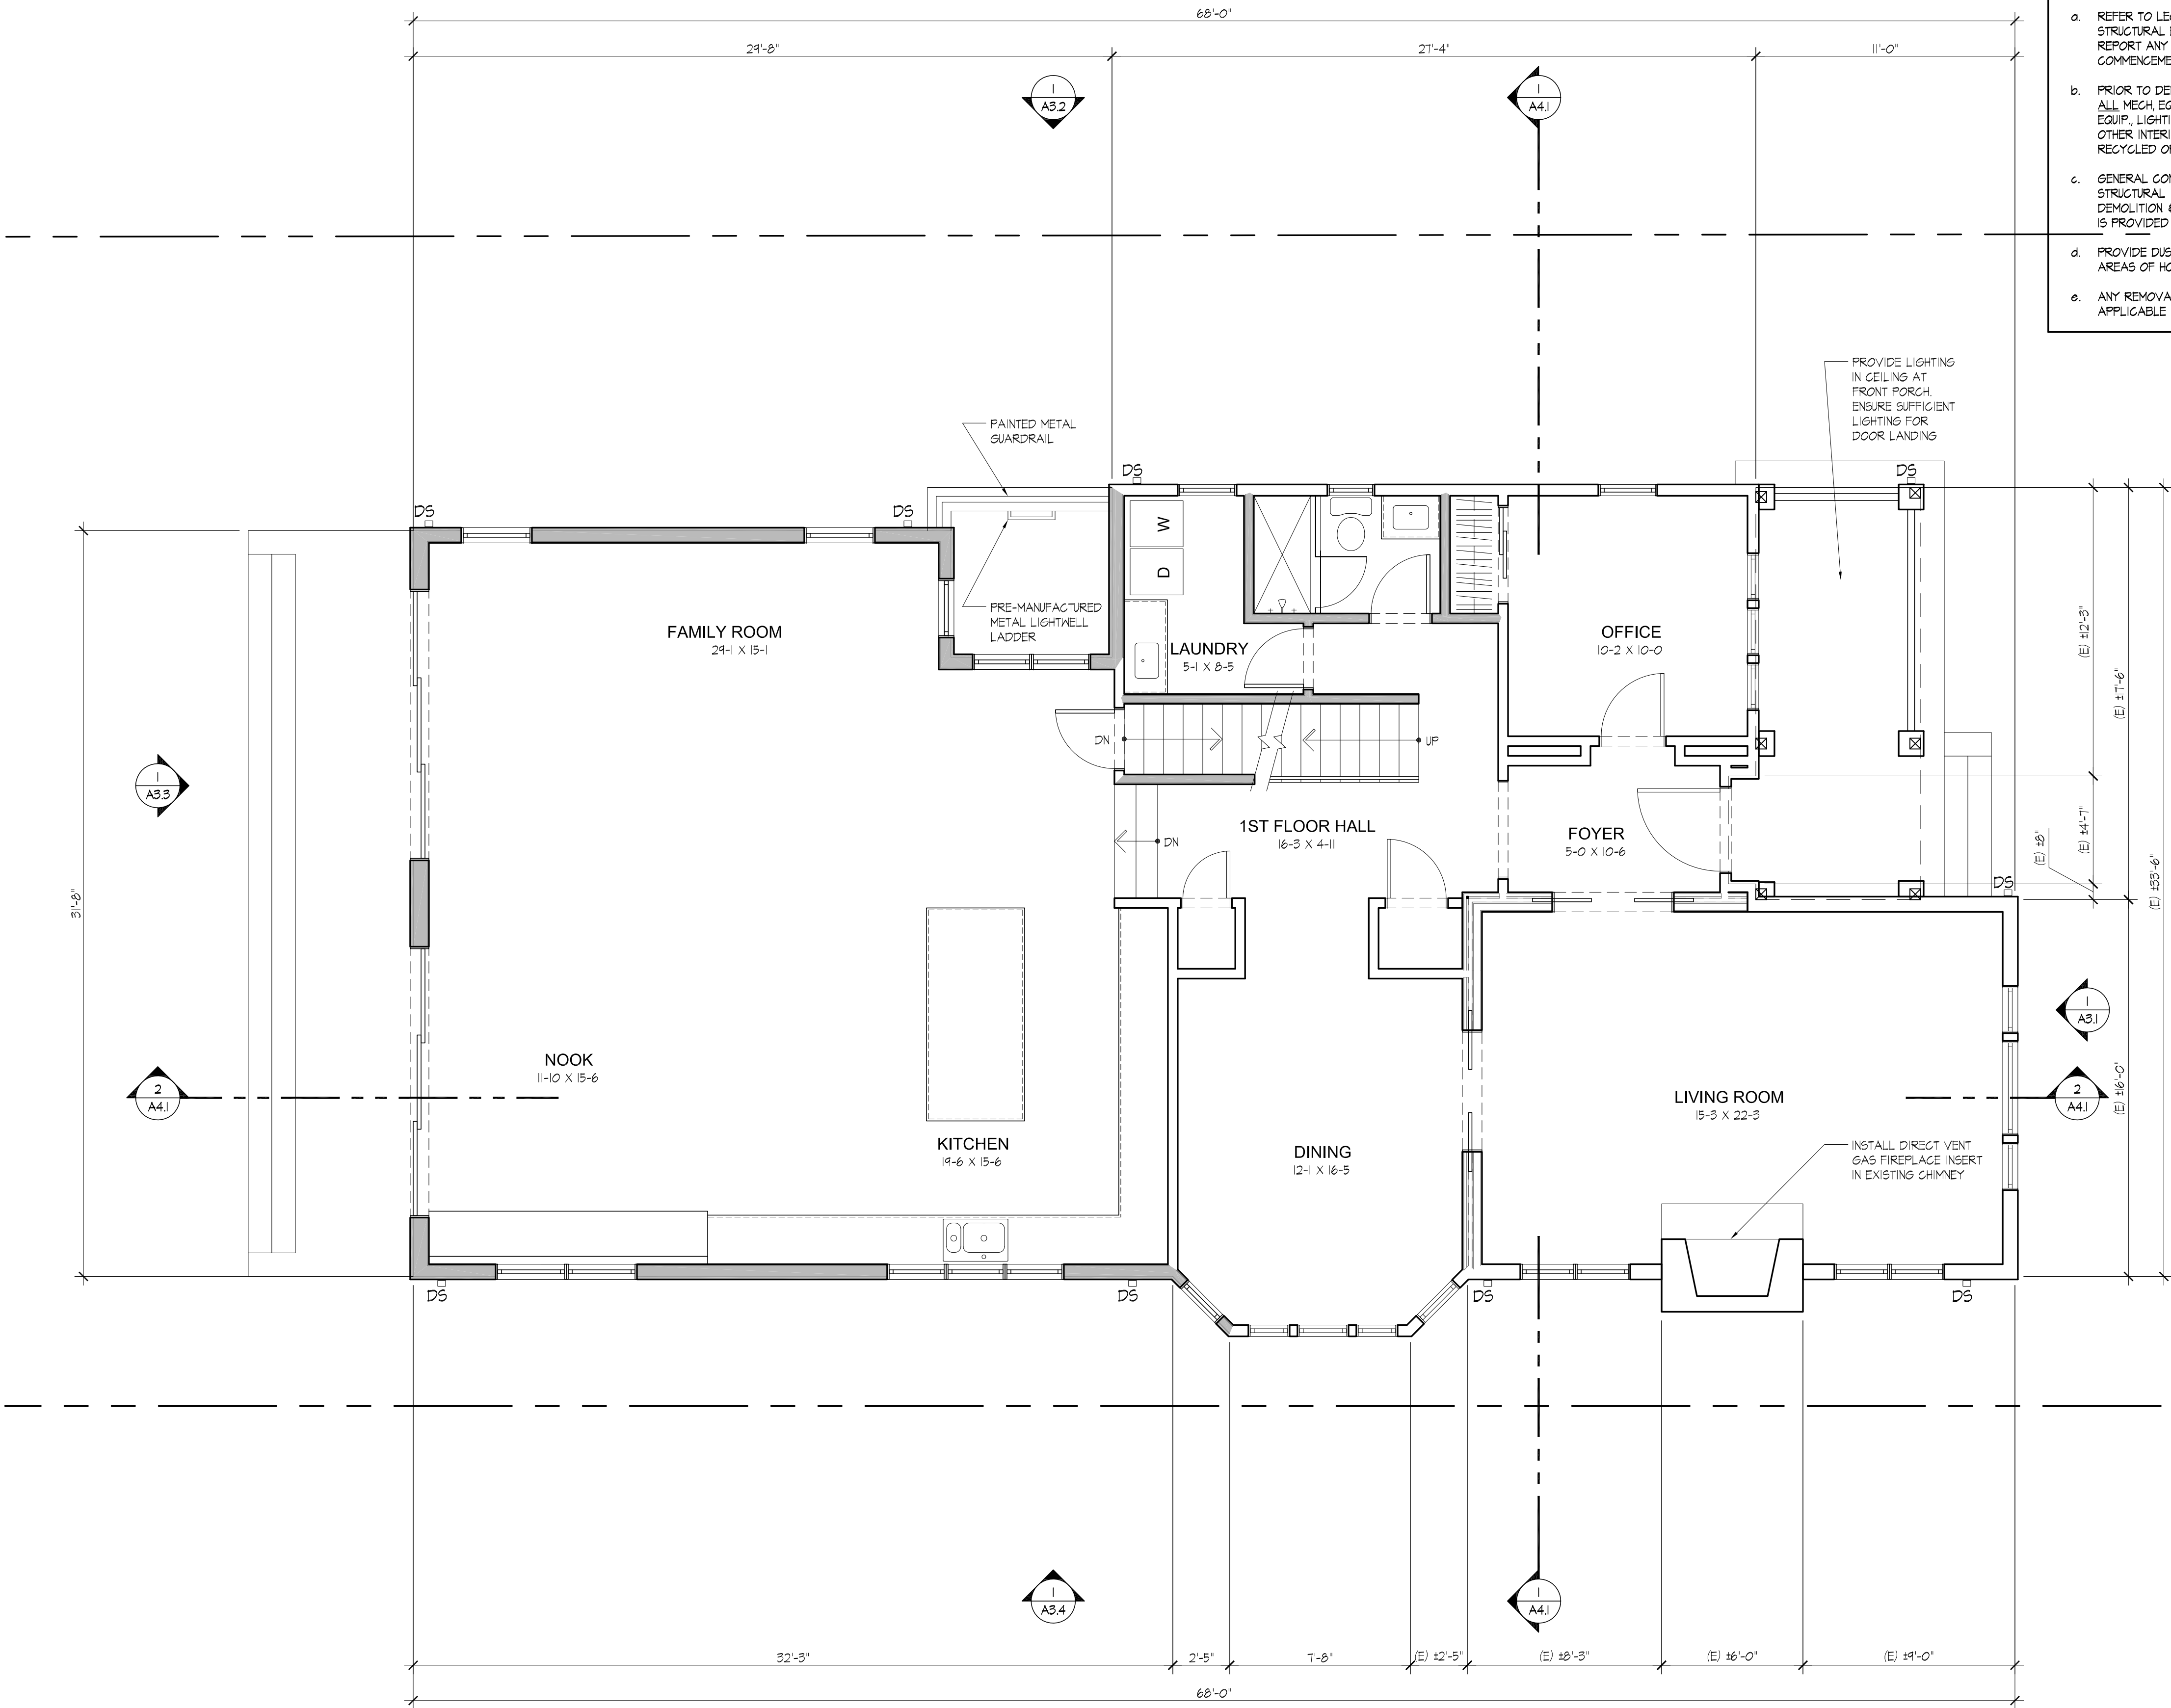 68'-0"
29'-8"
27'-4"
11'-0"
1
A3.2
1
A4.1
a. REFER TO
STRUCTURAL
REPORT ANY
b. PRIOR TO
ALL MECH,
EQUIP.,
OTHER
RECYCLED
c. GENERAL
STRUCTURAL
DEMOLITION
IS PROVIDED
d. PROVIDE
AREAS OF
e. ANY
APPLICABLE
PROVIDE LIGHTING
IN CEILING AT
FRONT PORCH.
ENSURE SUFFICIENT
LIGHTING FOR
DOOR LANDING
PAINTED METAL
GUARDRAIL
DS
DS
DS
DS
W
D
PRE-MANUFACTURED
METAL LIGHTWELL
LADDER
FAMILY ROOM
29-1 X 15-1
LAUNDRY
5-1 X 8-5
OFFICE
10-2 X 10-0
(E) ±12'-3"
(E) ±17'-6"
DN
UP
1
A3.3
1ST FLOOR HALL
16-3 X 4-11
DN
FOYER
5-0 X 10-6
(E) ±8"
(E) ±4'-7"
(E) ±33'-6"
31'-8"
DS
1
A3.1
NOOK
11-10 X 15-6
2
A4.1
KITCHEN
19-6 X 15-6
DINING
12-1 X 16-5
LIVING ROOM
15-3 X 22-3
2
A4.1
(E) ±16'-0"
INSTALL DIRECT VENT
GAS FIREPLACE INSERT
IN EXISTING CHIMNEY
DS
DS
DS
DS
1
A3.4
1
A4.1
32'-3"
2'-5"
7'-8"
(E) ±2'-5"
(E) ±8'-3"
(E) ±6'-0"
(E) ±9'-0"
68'-0"